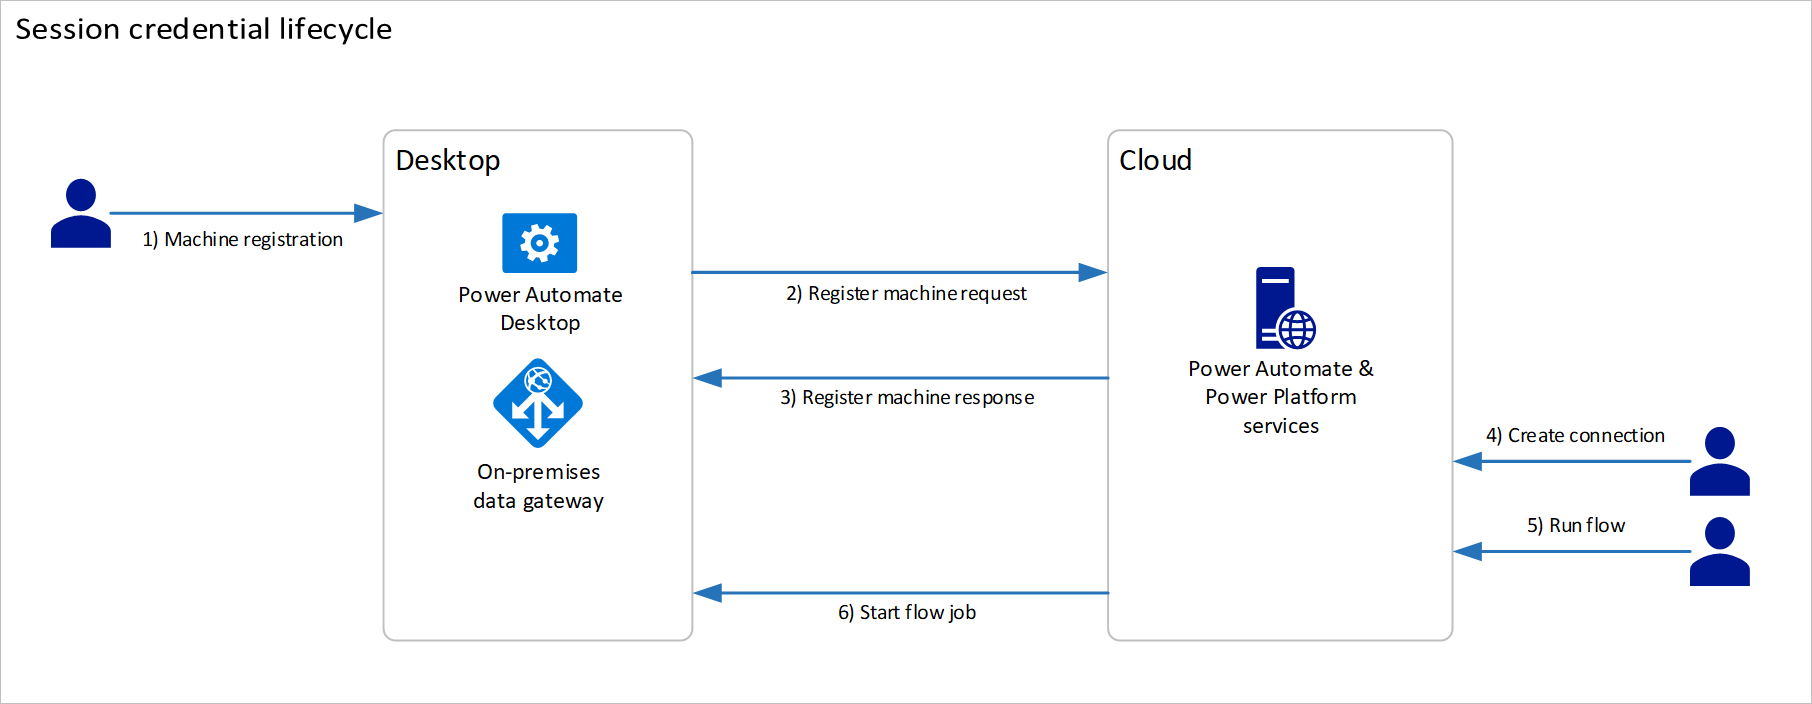 Session credential lifecycle
Desktop
Cloud
1) Machine registration
Power Automate
Desktop
2) Register machine request
Power Automate &
Power Platform
services
3) Register machine response
On-premises
data gateway
4) Create connection
5) Run flow
6) Start flow job